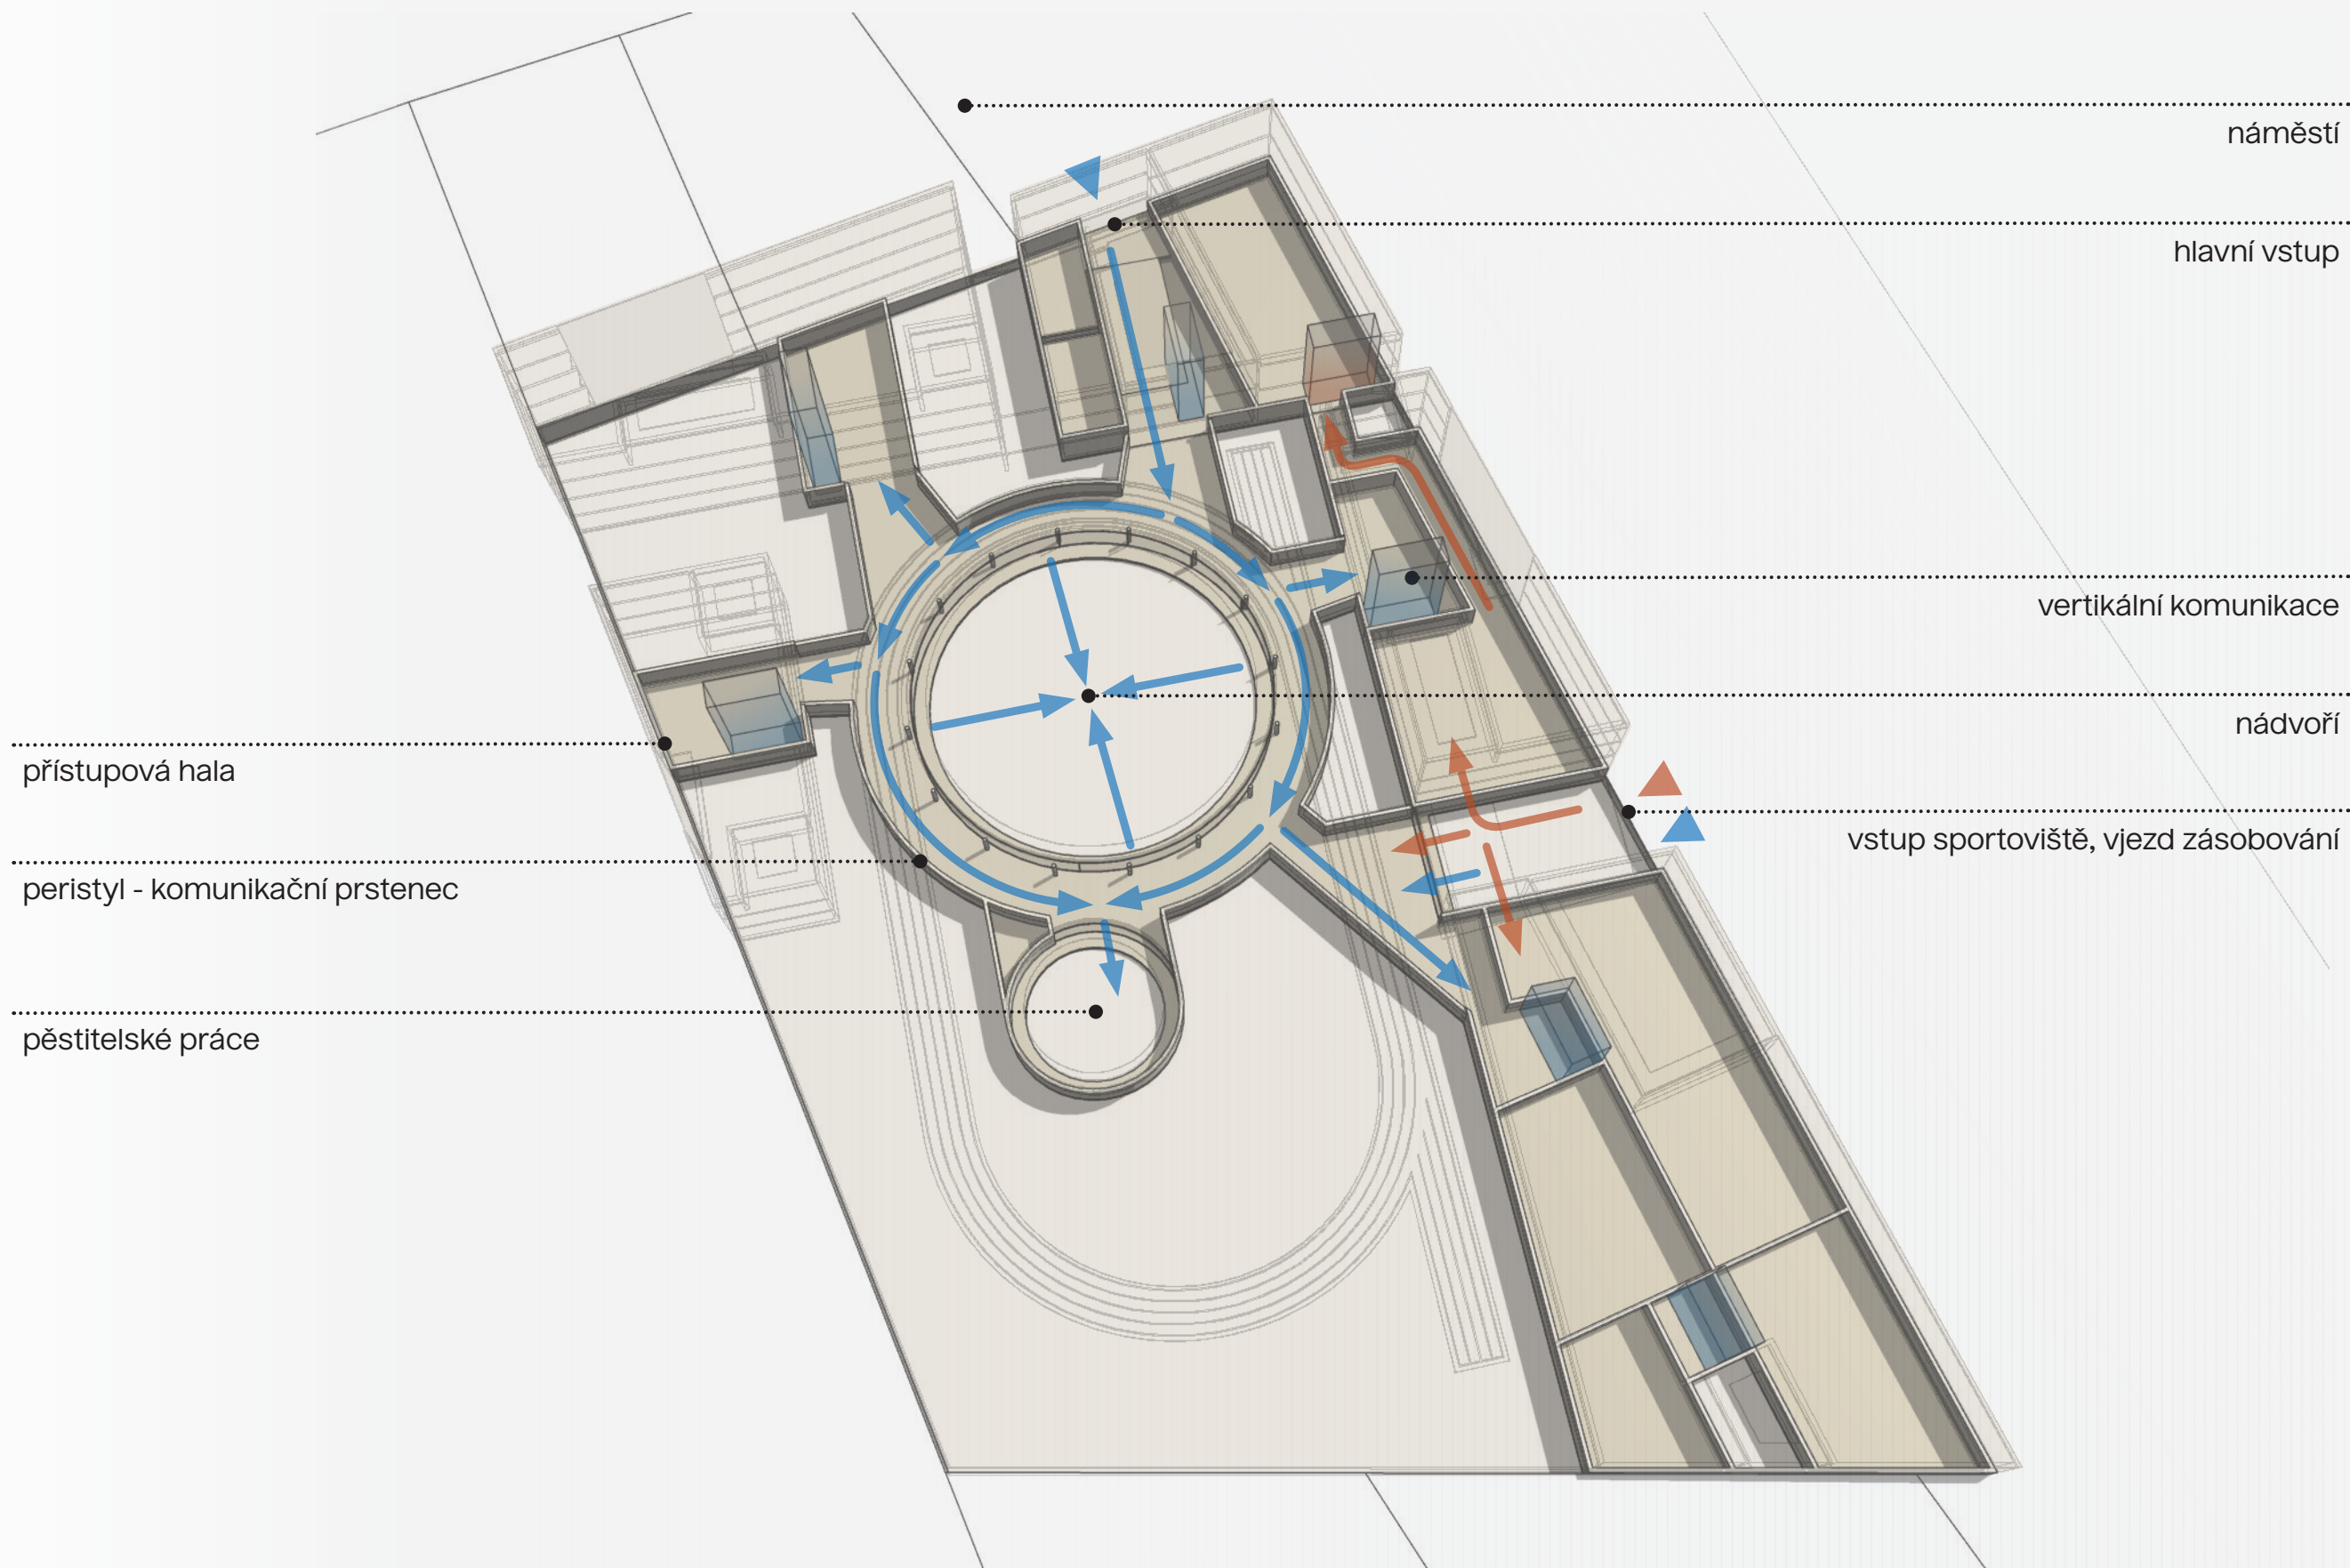 náměstí
hlavní vstup
vertikální komunikace
nádvoří
přístupová hala
vstup sportoviště, vjezd zásobování
peristyl - komunikační prstenec
pěstitelské práce